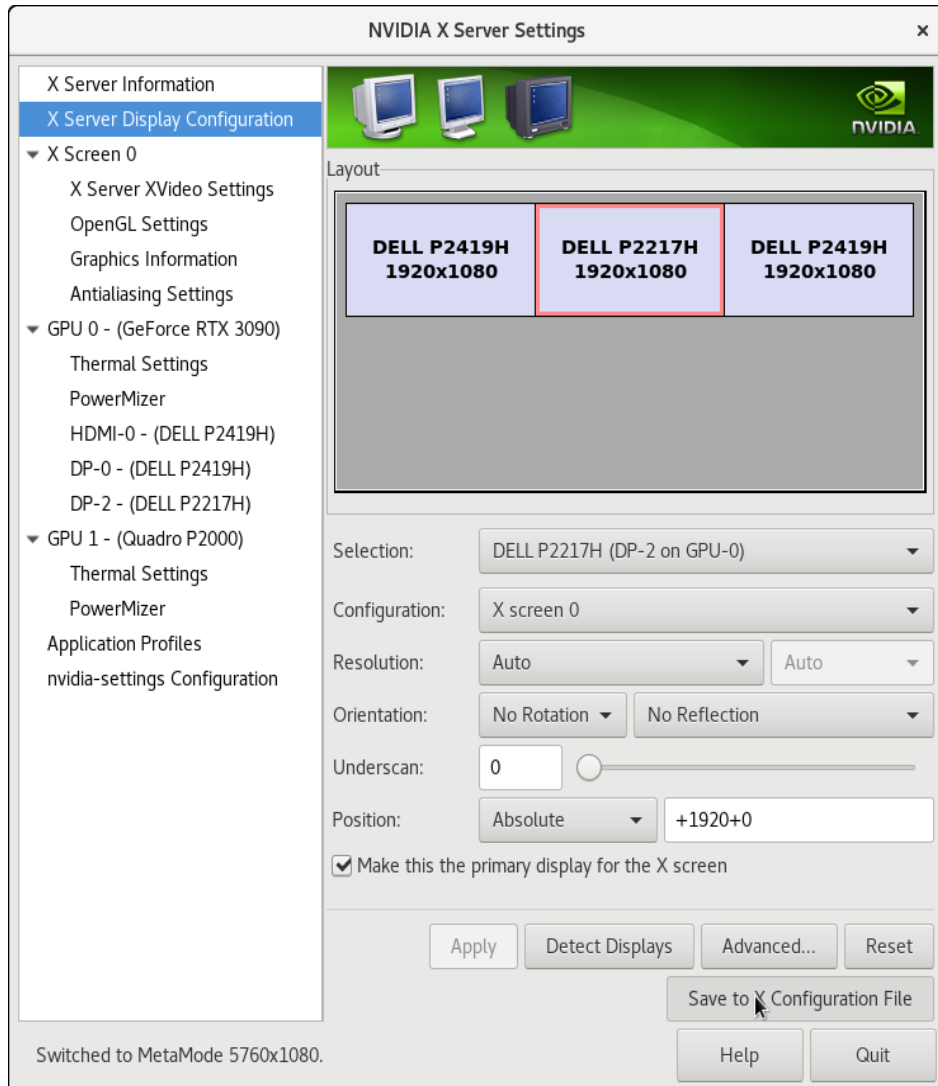 NVIDIA X Server Settings
X Server Information
X Server Display Configuration
X Screen 0
X Server XVideo Settings
OpenGL Settings
Graphics Information
Antialiasing Settings
GPU 0 - (GeForce RTX 3090)
Thermal Settings
PowerMizer
HDMI-0 - (DELL P2419H)
DP-0 - (DELL P2419H)
DP-2 - (DELL P2217H)
GPU 1 - (Quadro P2000)
Thermal Settings
PowerMizer
Application Profiles
nvidia-settings Configuration
NVIDIA.
Layout
DELL P2419H
1920x1080
DELL P2217H
1920x1080
DELL P2419H
1920x1080
Selection: DELL P2217H (DP-2 on GPU-0)
Configuration: X screen 0
Resolution: Auto Auto
Orientation: No Rotation No Reflection
Underscan: 0
Position: Absolute +1920+0
Make this the primary display for the X screen
Apply Detect Displays Advanced... Reset
Save to X Configuration File
Switched to MetaMode 5760x1080.
Help Quit